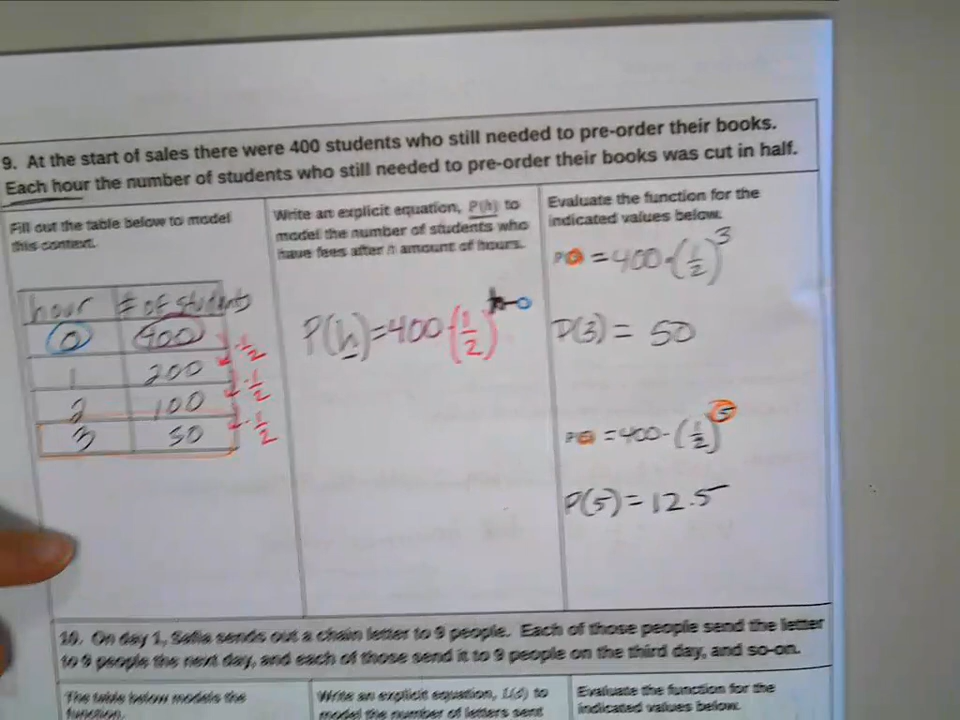 9. At the start of sales there were 400 students who still needed to pre-order their books.
Each hour the number of students who still needed to pre-order their books was cut in half.
Fill out the table below to model
this context.
hour # of students
0 400
1 200
2 100
3 50
·1/2
·1/2
·1/2
Write an explicit equation, P(h) to
model the number of students who
have fees after h amount of hours.
P(h)=400·(1/2)^h-0
Evaluate the function for the
indicated values below.
=400·(1/2)^3
P(3)=50
=400·(1/2)^5
P(5)=12.5
10. On day 1, Safia sends out a chain letter to 9 people. Each of those people send the letter
to 9 people the next day, and each of those send it to 9 people on the third day, and so-on.
The table below models the
function.
Write an explicit equation, L(d) to
model the number of letters sent
Evaluate the function for the
indicated values below.